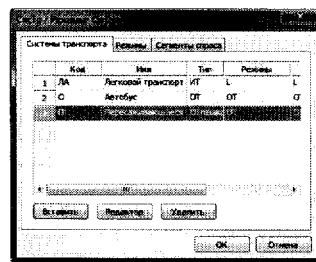 Системы транспорта Режимы Сегменты спроса
Код Имя Тип Режимы
1 ЛА Легковой транспорт ИТ L L
2 О Автобус ОТ ОТ
Вставить Редактор Удалить
OK Отмена